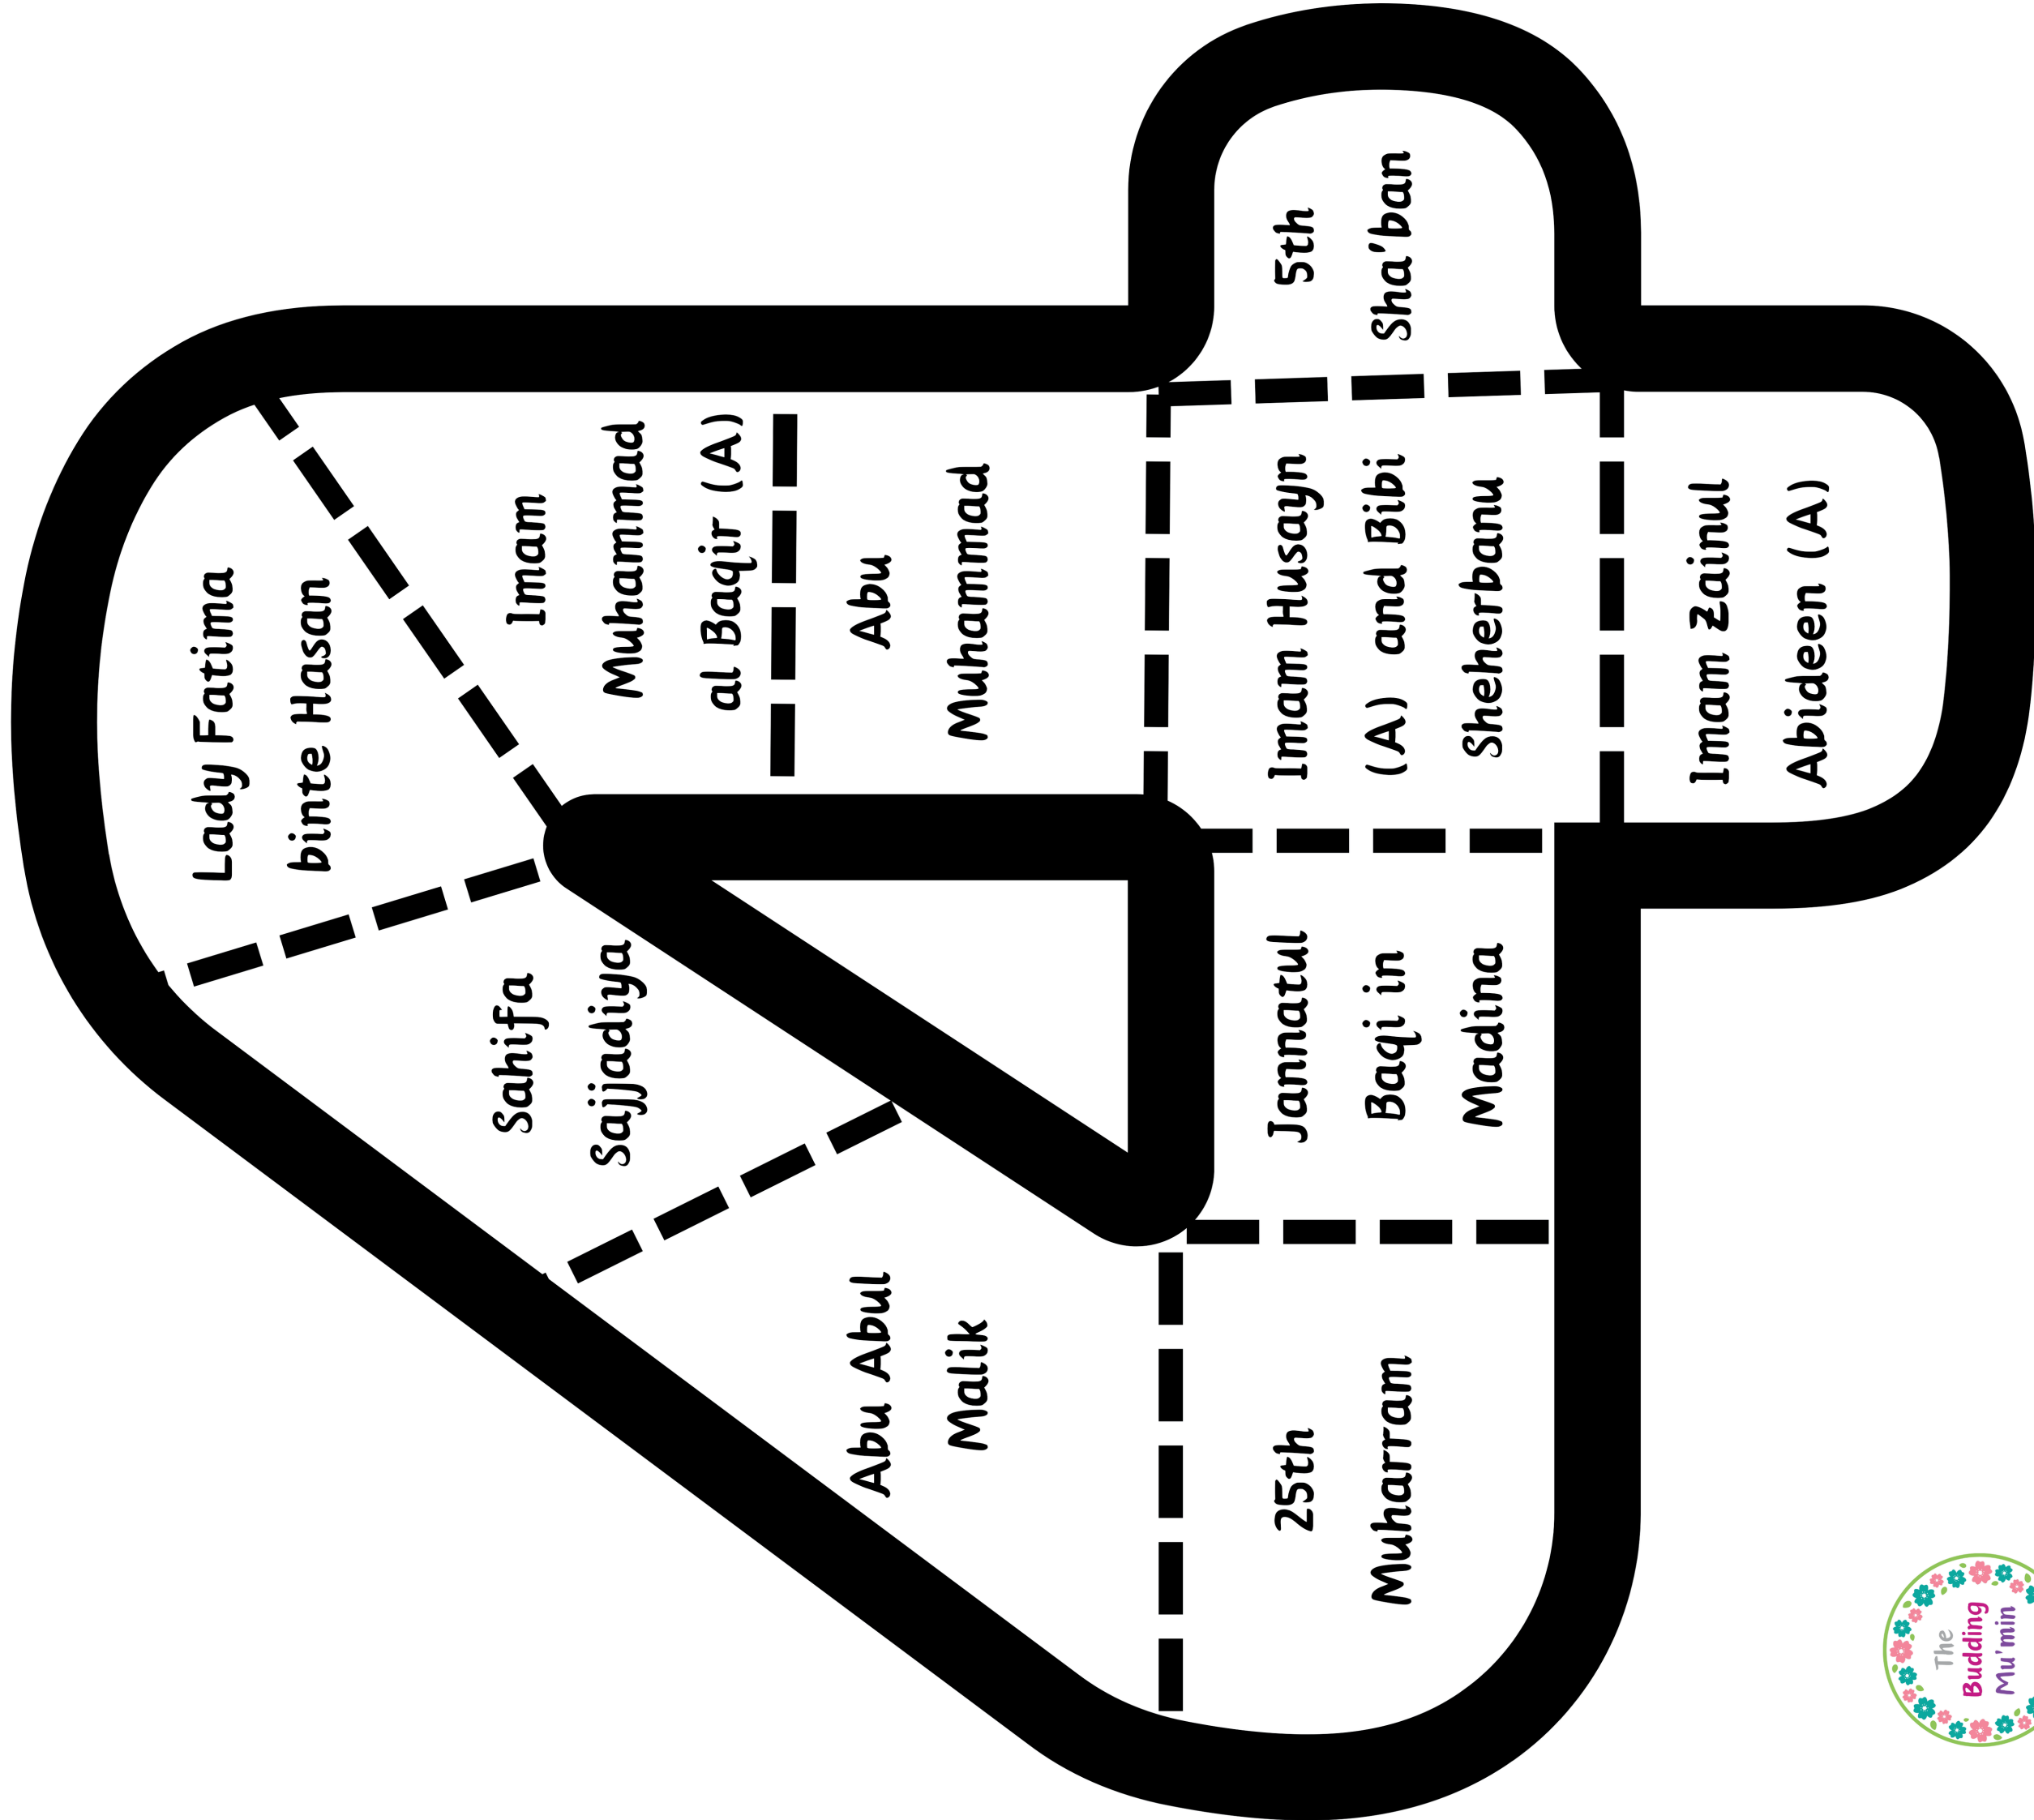 Lady Fatima
binte Hasan
Sahifa
Sajjadiya
Imam
Muhammad
al Baqir (A)
Abu Abul
Malik
Abu
Muhammad
25th
Muharram
Jannatul
Baqi in
Madina
Imam Husayn
(A) and Bibi
Sheherbanu
5th
Sha'ban
Imam Zainul
Abideen (A)
The
Budding
Mu'min